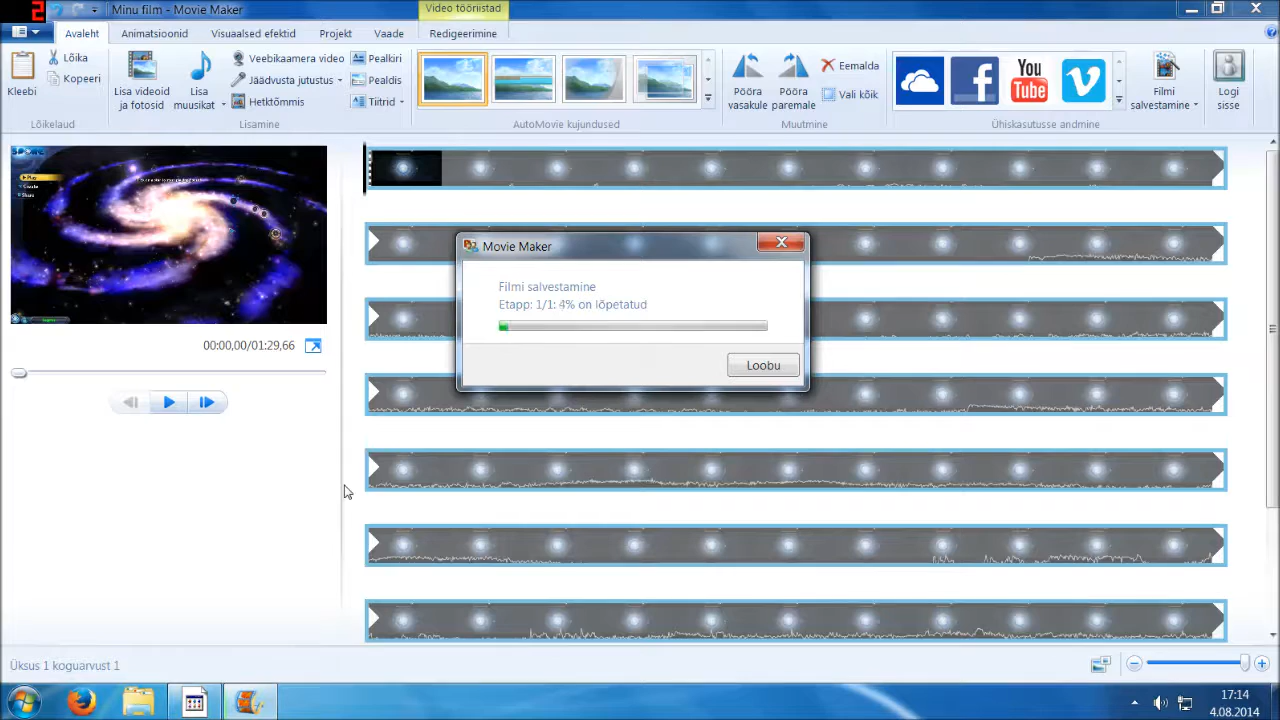 2
Minu film - Movie Maker
Video tööriistad
Avaleht
Animatsioonid
Visuaalsed efektid
Projekt
Vaade
Redigeerimine
Kleebi
Lõika
Kopeeri
Lõikelaud
Lisa videoid ja fotosid
Lisa muusikat
Veebikaamera video
Jäädvusta jutustus
Hetktõmmis
Pealkiri
Pealdis
Tiitrid
Lisamine
AutoMovie kujundused
Pööra vasakule
Pööra paremale
Eemalda
Vali kõik
Muutmine
You Tube
Ühiskasutusse andmine
Filmi salvestamine
Logi sisse
00:00,00/01:29,66
Movie Maker
Filmi salvestamine
Etapp: 1/1: 4% on lõpetatud
Loobu
Üksus 1 koguarvust 1
17:14
4.08.2014